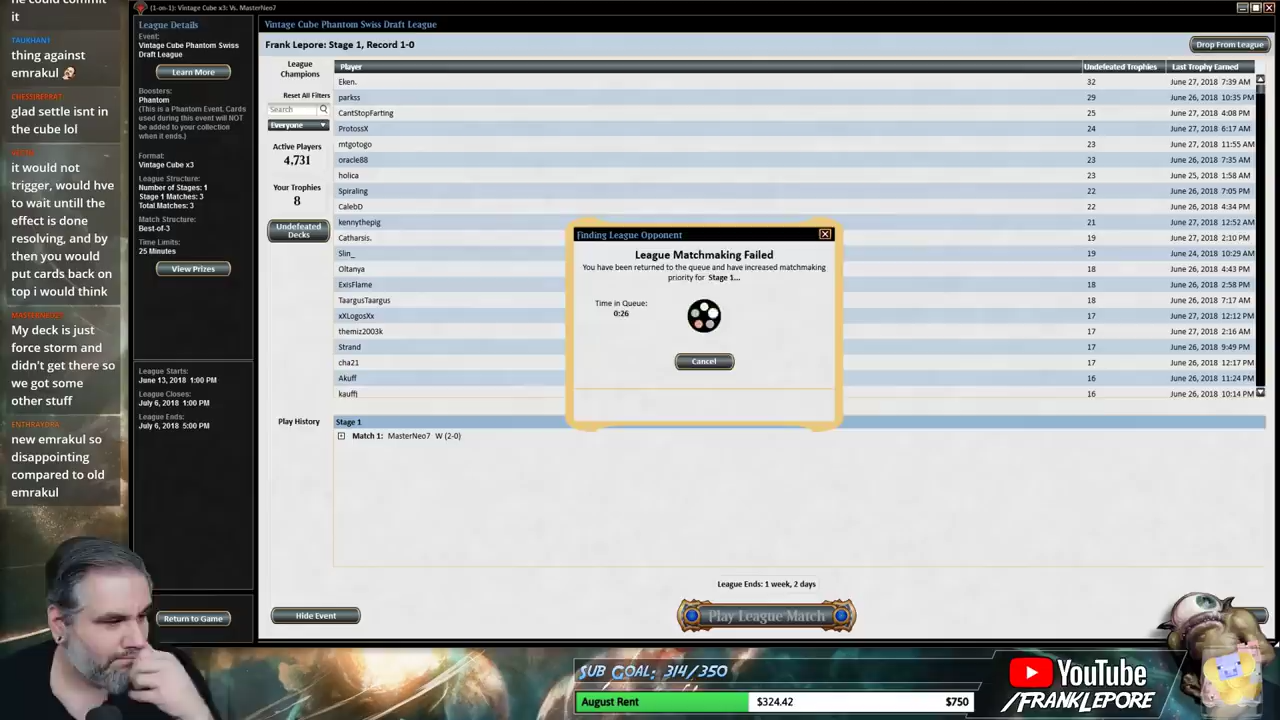 he could commit
it
TAUKHAN1
thing against
emrakul
glad settle isnt in
the cube lol
it would not
trigger, would hve
to wait untill the
effect is done
resolving, and by
then you would
put cards back on
top i would think
My deck is just
force storm and
didn't get there so
we got some
other stuff
new emrakul so
disappointing
compared to old
emrakul
(1-on-1): Vintage Cube x3: Vs. MasterNeo7
League Details
Event:
Vintage Cube Phantom Swiss
Draft League
Learn More
Boosters:
Phantom
(This is a Phantom Event. Cards
used during this event will NOT
be added to your collection
when it ends.)
Format:
Vintage Cube x3
League Structure:
Number of Stages: 1
Stage 1 Matches: 3
Total Matches: 3
Match Structure:
Best-of-3
Time Limits:
25 Minutes
View Prizes
League Starts:
June 13, 2018 1:00 PM
League Closes:
July 6, 2018 1:00 PM
League Ends:
July 6, 2018 5:00 PM
Return to Game
Vintage Cube Phantom Swiss Draft League
Frank Lepore: Stage 1, Record 1-0
Drop From League
League
Champions
Reset All Filters
Search
Everyone
Active Players
4,731
Your Trophies
8
Undefeated
Decks
Player Undefeated Trophies Last Trophy Earned
Eken. 32 June 27, 2018 7:39 AM
parkss 29 June 26, 2018 10:35 PM
CantStopFarting 25 June 27, 2018 4:08 PM
ProtossX 24 June 27, 2018 6:17 AM
mtgotogo 23 June 27, 2018 11:55 AM
oracle88 23 June 26, 2018 7:35 AM
holica 23 June 25, 2018 1:58 AM
Spiraling 22 June 26, 2018 7:05 PM
CalebD 22 June 26, 2018 4:34 PM
kennythepig 21 June 27, 2018 12:52 AM
Catharsis. 19 June 27, 2018 2:10 PM
Slin_ 19 June 24, 2018 10:29 AM
Oltanya 18 June 27, 2018 4:43 PM
ExisFlame 18 June 26, 2018 2:58 PM
TaargusTaargus 18 June 26, 2018 7:17 AM
xXLogosXx 17 June 27, 2018 12:12 PM
themiz2003k 17 June 27, 2018 2:16 AM
Strand 17 June 26, 2018 9:49 PM
cha21 17 June 26, 2018 12:17 PM
Akuff 16 June 26, 2018 11:24 PM
kauffj 16 June 26, 2018 10:14 PM
Finding League Opponent
League Matchmaking Failed
You have been returned to the queue and have increased matchmaking
priority for Stage 1...
Time in Queue:
0:26
Cancel
Play History
Stage 1
Match 1: MasterNeo7 W (2-0)
League Ends: 1 week, 2 days
Hide Event
Play League Match
SUB GOAL: 314/350
August Rent $324.42 $750
YouTube
/FRANKLEPORE